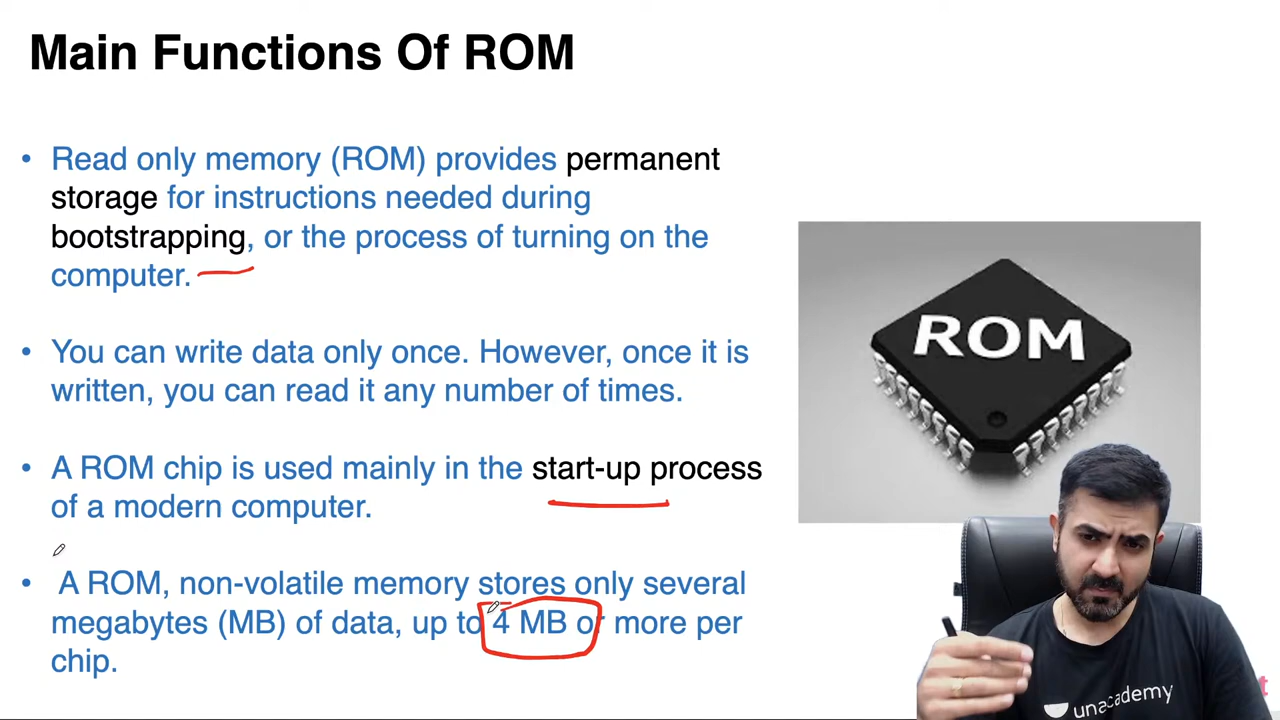 Main Functions Of ROM
• Read only memory (ROM) provides permanent
storage for instructions needed during
bootstrapping, or the process of turning on the
computer.
• You can write data only once. However, once it is
written, you can read it any number of times.
• A ROM chip is used mainly in the start-up process
of a modern computer.
• A ROM, non-volatile memory stores only several
megabytes (MB) of data, up to 4 MB or more per
chip.
ROM
unacademy